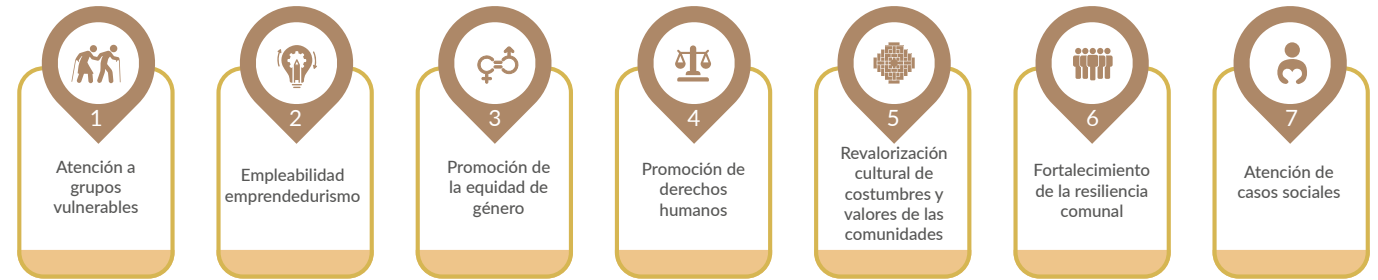 1
Atención a
grupos
vulnerables
2
Empleabilidad
emprendedurismo
3
Promoción de
la equidad de
género
4
Promoción de
derechos
humanos
5
Revalorización
cultural de
costumbres y
valores de las
comunidades
6
Fortalecimiento
de la resiliencia
comunal
7
Atención de
casos sociales